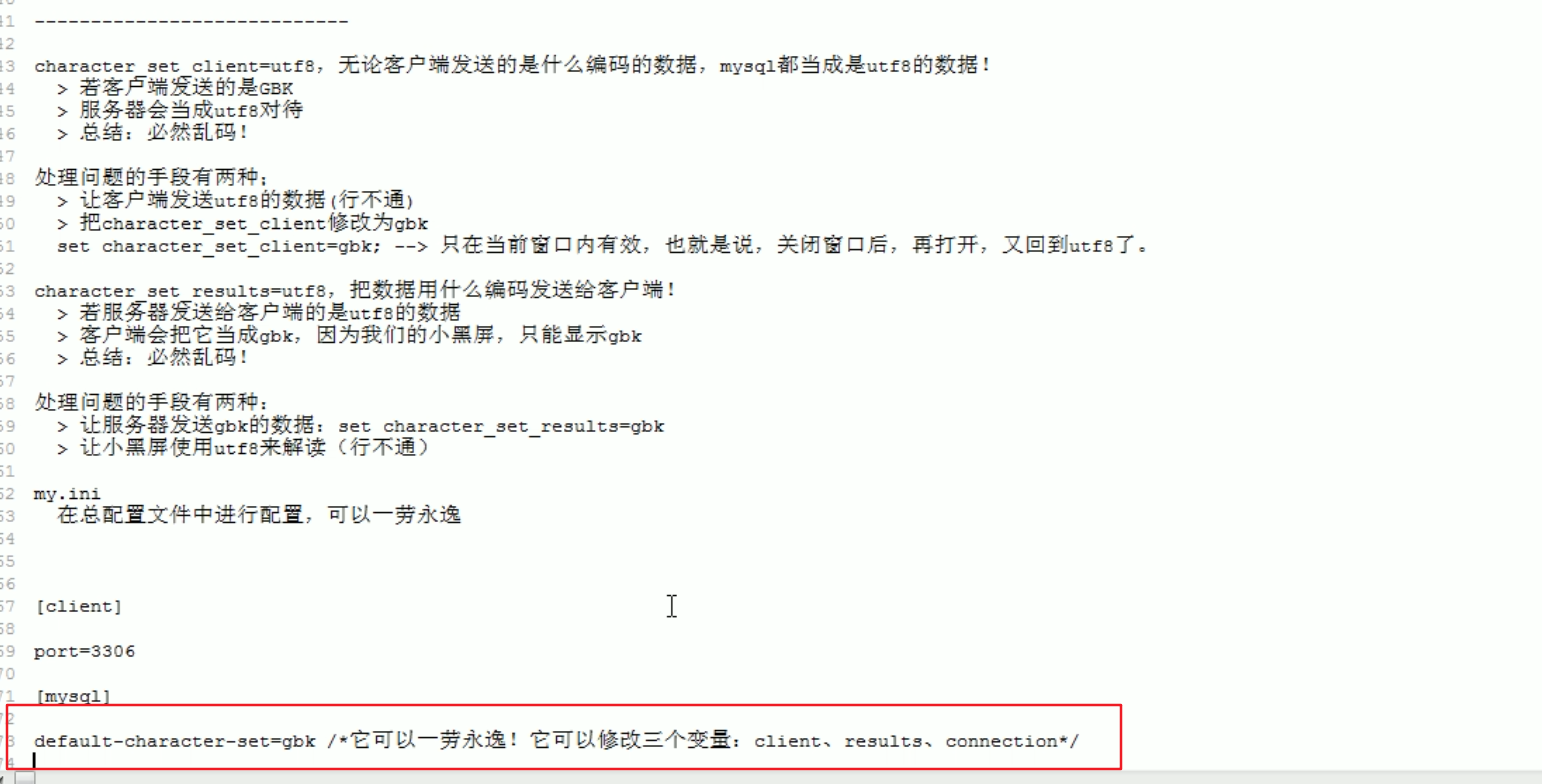 41 ----------------------------
42
43 character_set_client=utf8，无论客户端发送的是什么编码的数据，mysql都当成是utf8的数据！
44 > 若客户端发送的是GBK
45 > 服务器会当成utf8对待
46 > 总结：必然乱码！
47
48 处理问题的手段有两种；
49 > 让客户端发送utf8的数据(行不通)
50 > 把character_set_client修改为gbk
51 set character_set_client=gbk; --> 只在当前窗口内有效，也就是说，关闭窗口后，再打开，又回到utf8了。
52
53 character_set_results=utf8，把数据用什么编码发送给客户端！
54 > 若服务器发送给客户端的是utf8的数据
55 > 客户端会把它当成gbk，因为我们的小黑屏，只能显示gbk
56 > 总结：必然乱码！
57
58 处理问题的手段有两种：
59 > 让服务器发送gbk的数据：set character_set_results=gbk
60 > 让小黑屏使用utf8来解读（行不通）
61
62 my.ini
63 在总配置文件中进行配置，可以一劳永逸
64
65
66
67 [client]
68
69 port=3306
70
71 [mysql]
72
73 default-character-set=gbk /*它可以一劳永逸！它可以修改三个变量：client、results、connection*/
74